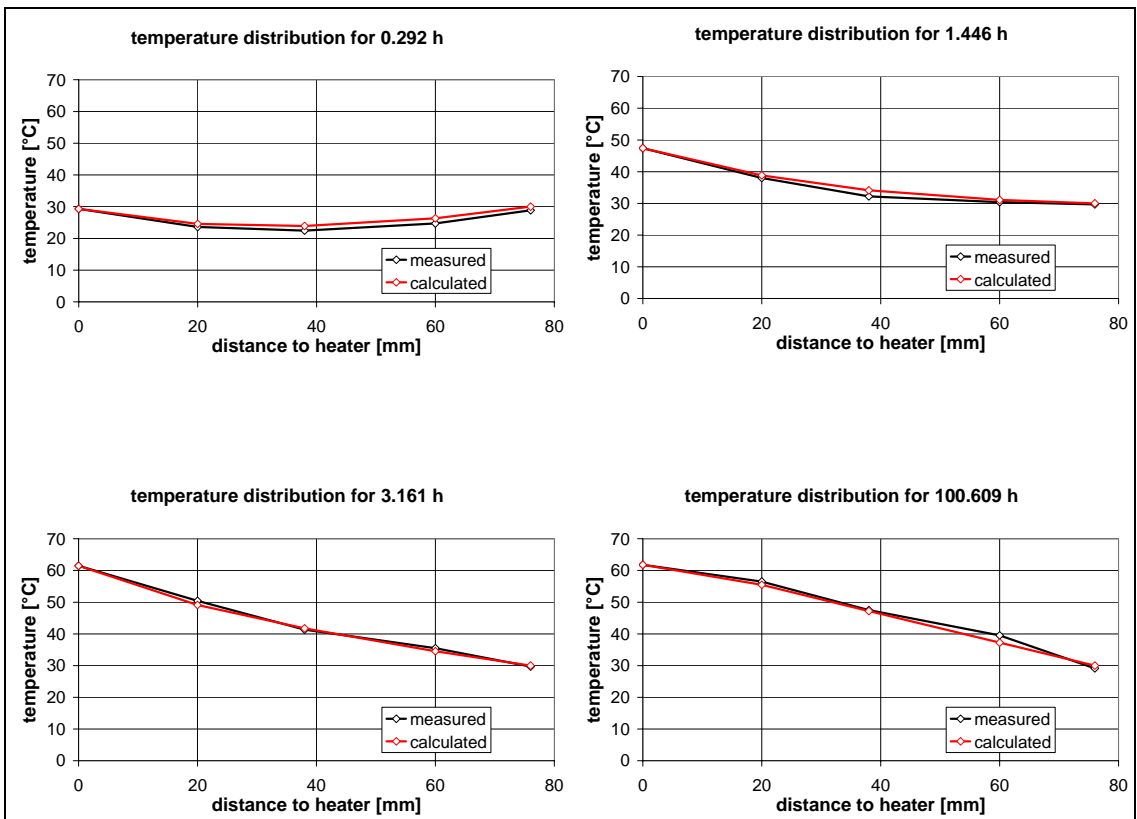 temperature distribution for 0.292 h
70
60
50
40
30
20
10
0
temperature [°C]
measured
calculated
0 20 40 60 80
distance to heater [mm]
temperature distribution for 1.446 h
70
60
50
40
30
20
10
0
temperature [°C]
measured
calculated
0 20 40 60 80
distance to heater [mm]
temperature distribution for 3.161 h
70
60
50
40
30
20
10
0
temperature [°C]
measured
calculated
0 20 40 60 80
distance to heater [mm]
temperature distribution for 100.609 h
70
60
50
40
30
20
10
0
temperature [°C]
measured
calculated
0 20 40 60 80
distance to heater [mm]